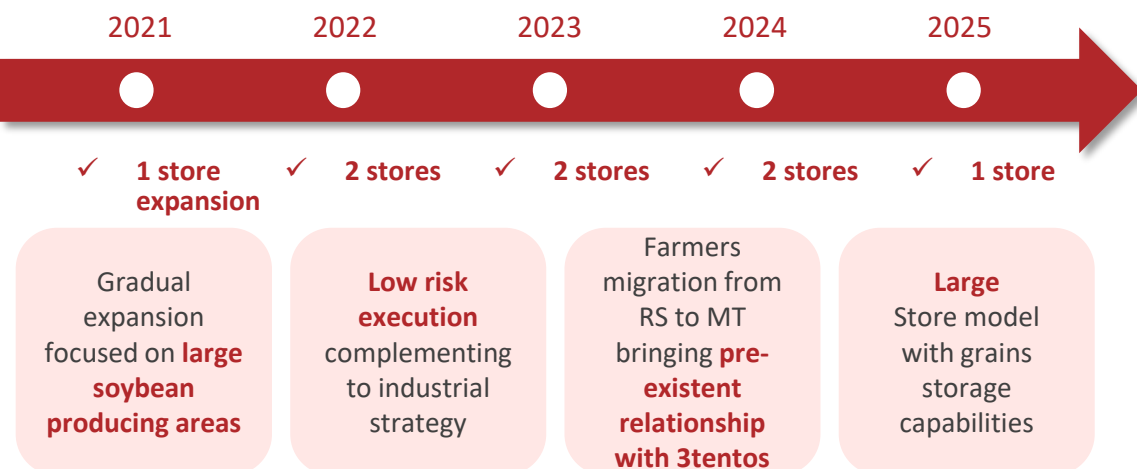 2021
2022
2023
2024
2025
✓ 1 store
expansion
✓ 2 stores
✓ 2 stores
✓ 2 stores
✓ 1 store
Gradual
expansion
focused on large
soybean
producing areas
Low risk
execution
complementing
to industrial
strategy
Farmers
migration from
RS to MT
bringing pre-
existent
relationship
with 3tentos
Large
Store model
with grains
storage
capabilities